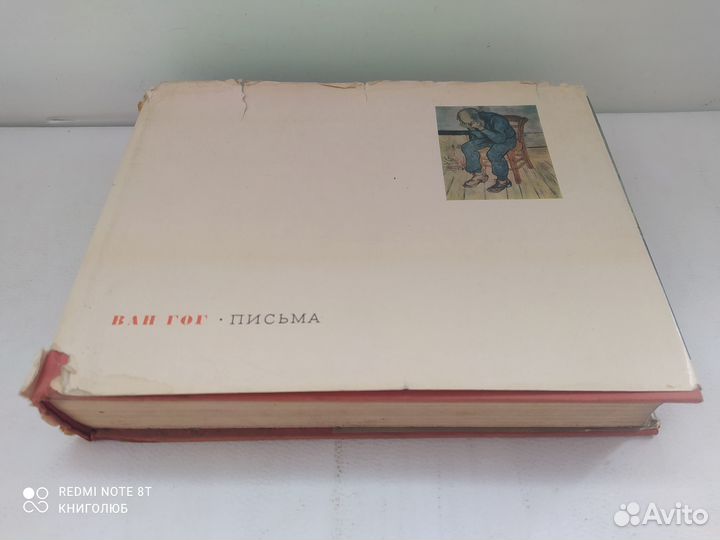 ВАН ГОГ · ПИСЬМА
REDMI NOTE 8T
КНИГОЛЮБ
Avito